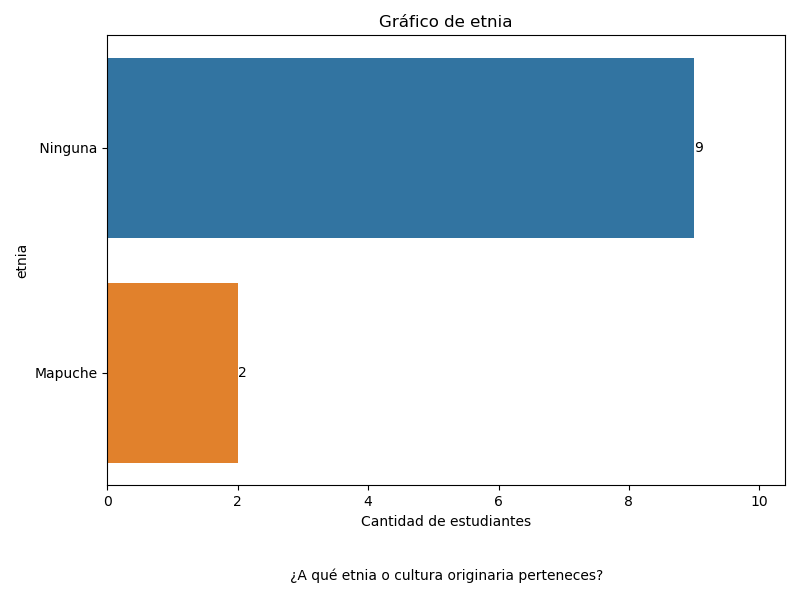 Gráfico de etnia
Ninguna
9
etnia
Mapuche
2
0 2 4 6 8 10
Cantidad de estudiantes
¿A qué etnia o cultura originaria perteneces?